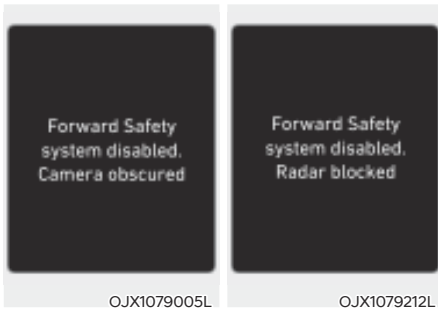 Forward Safety
system disabled.
Camera obscured
OJX1079005L
Forward Safety
system disabled.
Radar blocked
OJX1079212L